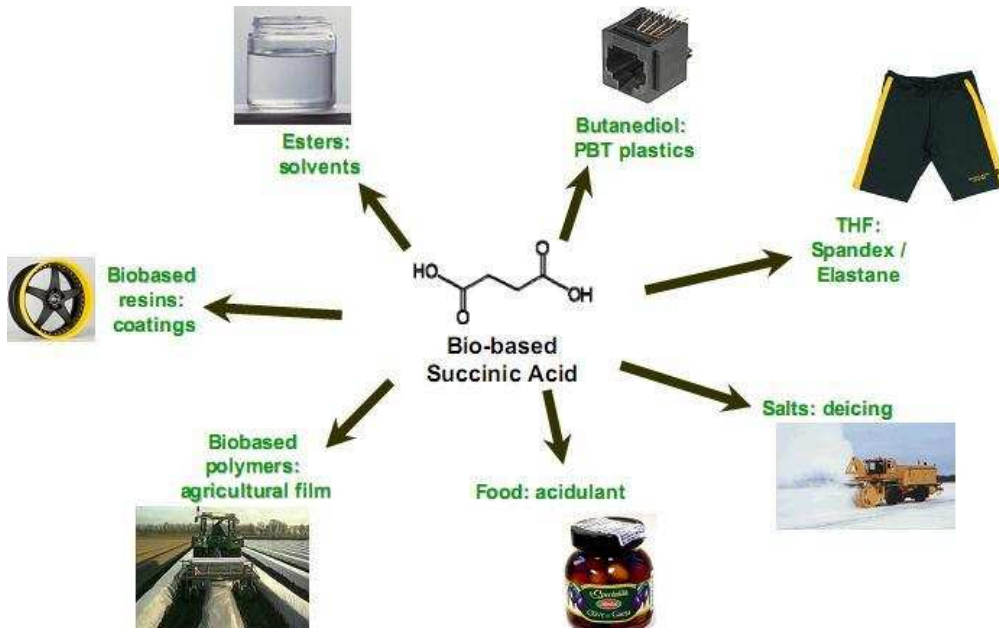 Esters:
solvents
Butanediol:
PBT plastics
THF:
Spandex /
Elastane
Biobased
resins:
coatings
HO
O
O
OH
Bio-based
Succinic Acid
Salts: deicing
Biobased
polymers:
agricultural film
Food: acidulant